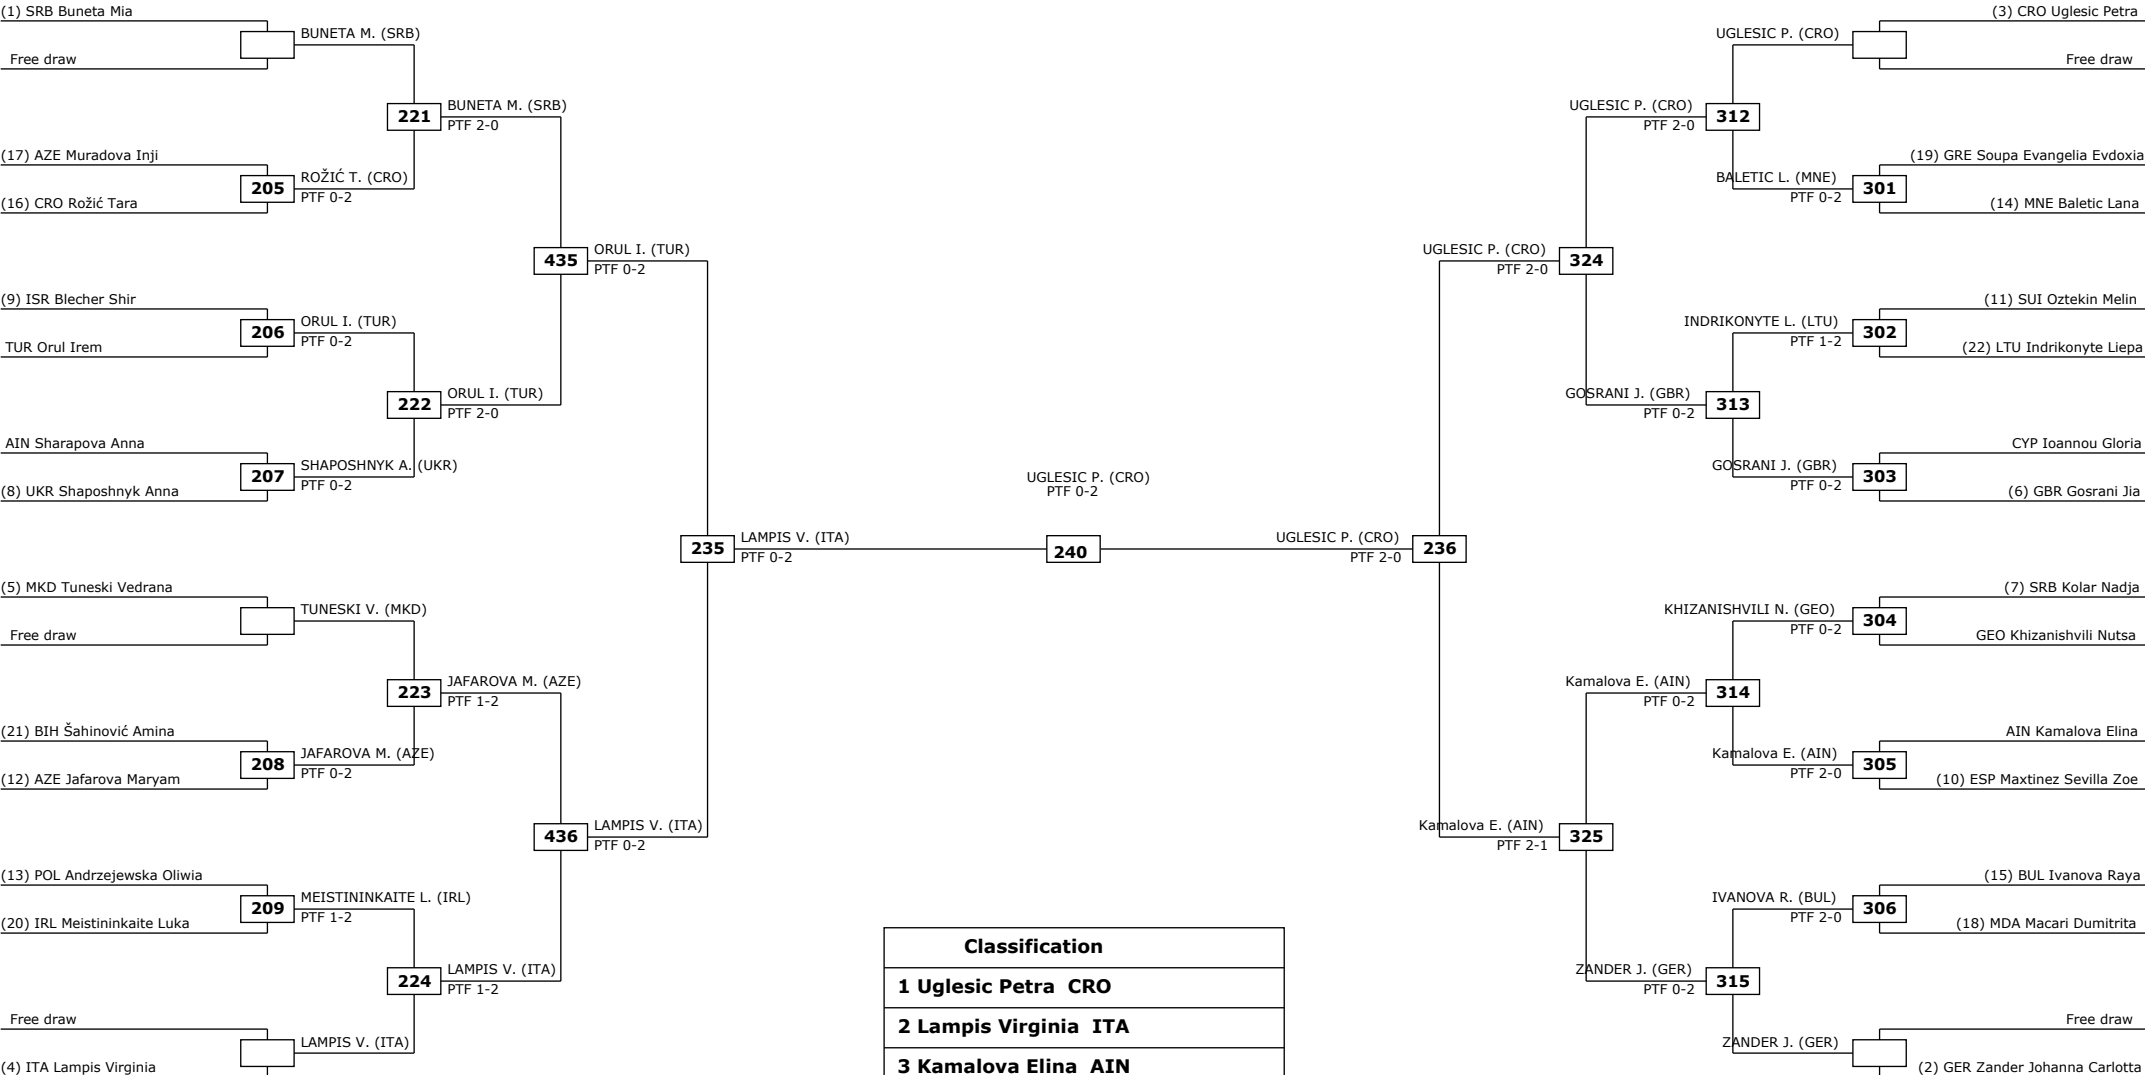 (1) SRB Buneta Mia
BUNETA M. (SRB)
Free draw
221
BUNETA M. (SRB)
PTF 2-0
(17) AZE Muradova Inji
205
ROŽIĆ T. (CRO)
PTF 0-2
(16) CRO Rožić Tara
435
ORUL I. (TUR)
PTF 0-2
(9) ISR Blecher Shir
206
ORUL I. (TUR)
PTF 0-2
TUR Orul Irem
222
ORUL I. (TUR)
PTF 2-0
AIN Sharapova Anna
207
SHAPOSHNYK A. (UKR)
PTF 0-2
(8) UKR Shaposhnyk Anna
235
LAMPIS V. (ITA)
PTF 0-2
(5) MKD Tuneski Vedrana
TUNESKI V. (MKD)
Free draw
223
JAFAROVA M. (AZE)
PTF 1-2
(21) BIH Šahinović Amina
208
JAFAROVA M. (AZE)
PTF 0-2
(12) AZE Jafarova Maryam
436
LAMPIS V. (ITA)
PTF 0-2
(13) POL Andrzejewska Oliwia
209
MEISTININKAITE L. (IRL)
PTF 1-2
(20) IRL Meistininkaite Luka
224
LAMPIS V. (ITA)
PTF 1-2
Free draw
LAMPIS V. (ITA)
(4) ITA Lampis Virginia
UGLESIC P. (CRO)
PTF 0-2
240
(3) CRO Uglesic Petra
UGLESIC P. (CRO)
Free draw
UGLESIC P. (CRO)
PTF 2-0
312
(19) GRE Soupa Evangelia Evdoxia
BALETIC L. (MNE)
PTF 0-2
301
(14) MNE Baletic Lana
UGLESIC P. (CRO)
PTF 2-0
324
(11) SUI Oztekin Melin
INDRIKONYTE L. (LTU)
PTF 1-2
302
(22) LTU Indrikonyte Liepa
GOSRANI J. (GBR)
PTF 0-2
313
CYP Ioannou Gloria
GOSRANI J. (GBR)
PTF 0-2
303
(6) GBR Gosrani Jia
UGLESIC P. (CRO)
PTF 2-0
236
(7) SRB Kolar Nadja
KHIZANISHVILI N. (GEO)
PTF 0-2
304
GEO Khizanishvili Nutsa
Kamalova E. (AIN)
PTF 0-2
314
AIN Kamalova Elina
Kamalova E. (AIN)
PTF 2-0
305
(10) ESP Maxtinez Sevilla Zoe
Kamalova E. (AIN)
PTF 2-1
325
(15) BUL Ivanova Raya
IVANOVA R. (BUL)
PTF 2-0
306
(18) MDA Macari Dumitrita
ZANDER J. (GER)
PTF 0-2
315
Free draw
ZANDER J. (GER)
(2) GER Zander Johanna Carlotta
Classification
1 Uglesic Petra CRO
2 Lampis Virginia ITA
3 Kamalova Elina AIN